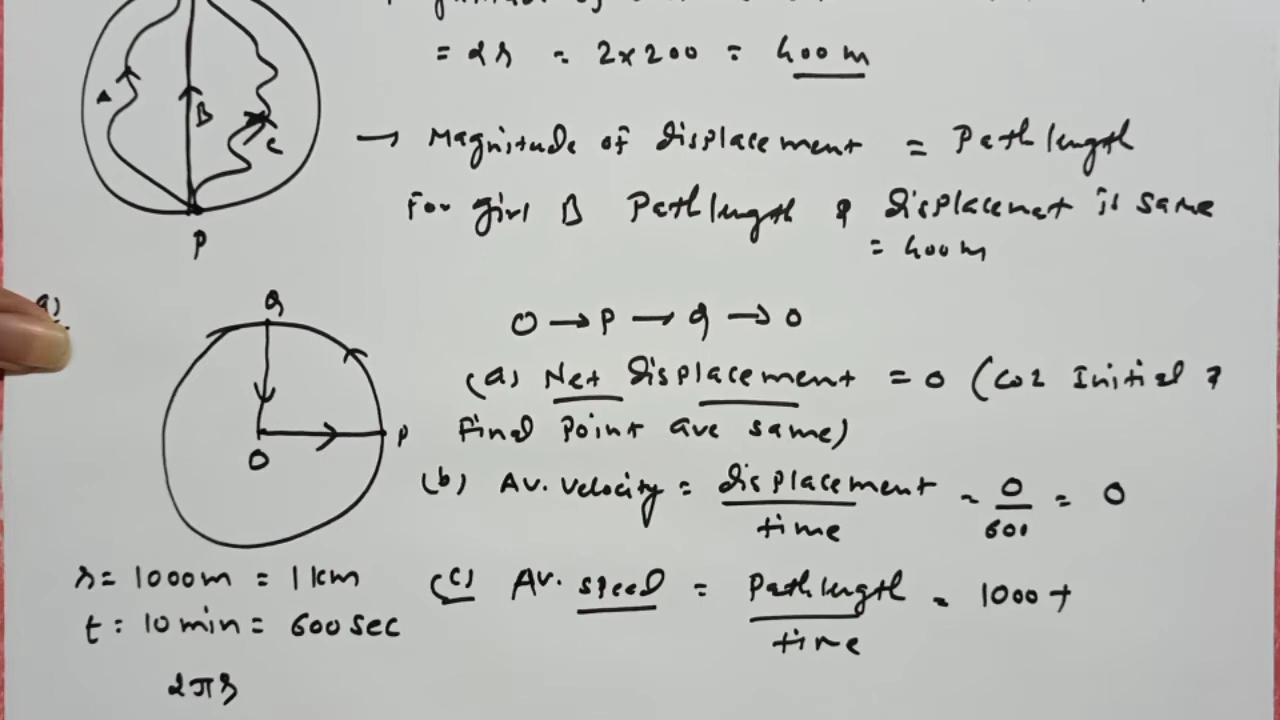 = 2r = 2×200 = 400m
A
B
C
→ Magnitude of displacement = Path length
For girl B Path length & displacement is same
= 400m
P
9)
Q
O → P → Q → O
(a) Net displacement = 0 (Coz Initial &
P
Final Point are same)
O
(b) Av. Velocity = displacement / time = 0/600 = 0
r = 1000m = 1km
(c) Av. speed = Path length / time = 1000 +
t = 10 min = 600 sec
2πr